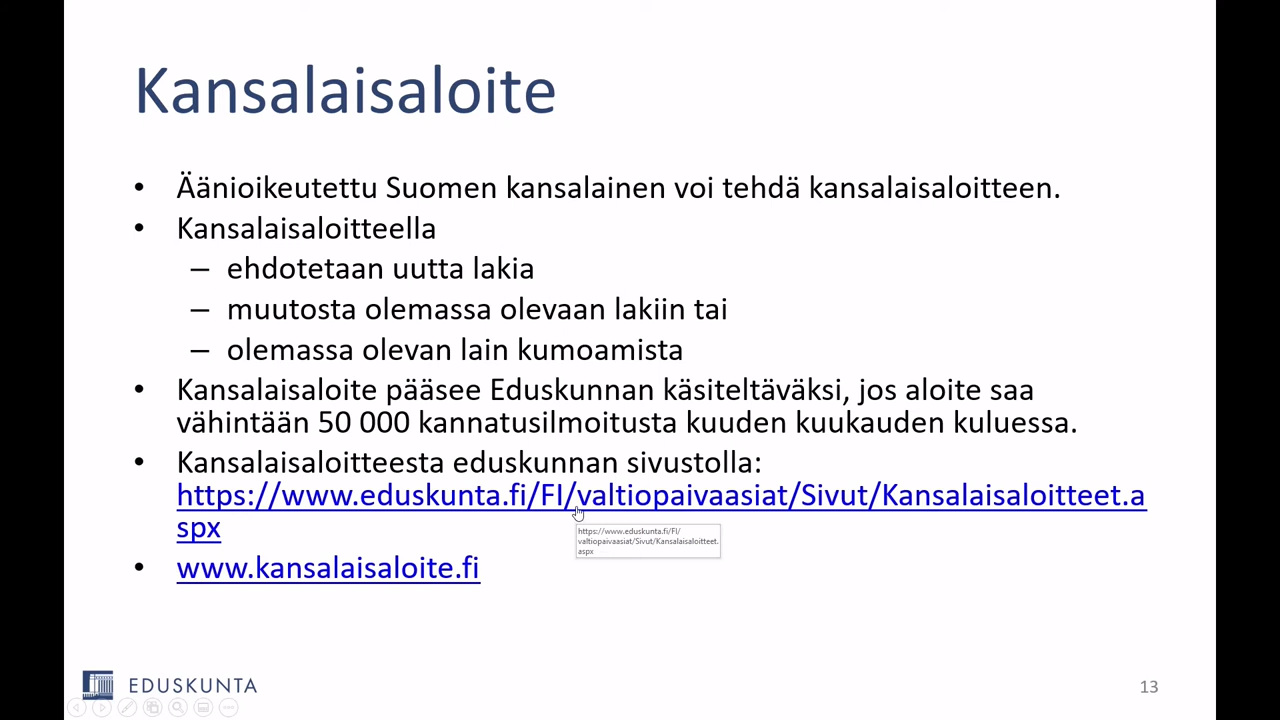 Kansalaisaloite
• Äänioikeutettu Suomen kansalainen voi tehdä kansalaisaloitteen.
• Kansalaisaloitteella
– ehdotetaan uutta lakia
– muutosta olemassa olevaan lakiin tai
– olemassa olevan lain kumoamista
• Kansalaisaloite pääsee Eduskunnan käsiteltäväksi, jos aloite saa
vähintään 50 000 kannatusilmoitusta kuuden kuukauden kuluessa.
• Kansalaisaloitteesta eduskunnan sivustolla:
https://www.eduskunta.fi/FI/valtiopaivaasiat/Sivut/Kansalaisaloitteet.a
spx
https://www.eduskunta.fi/FI/
valtiopaivaasiat/Sivut/Kansalaisaloitteet.
aspx
• www.kansalaisaloite.fi
EDUSKUNTA
13